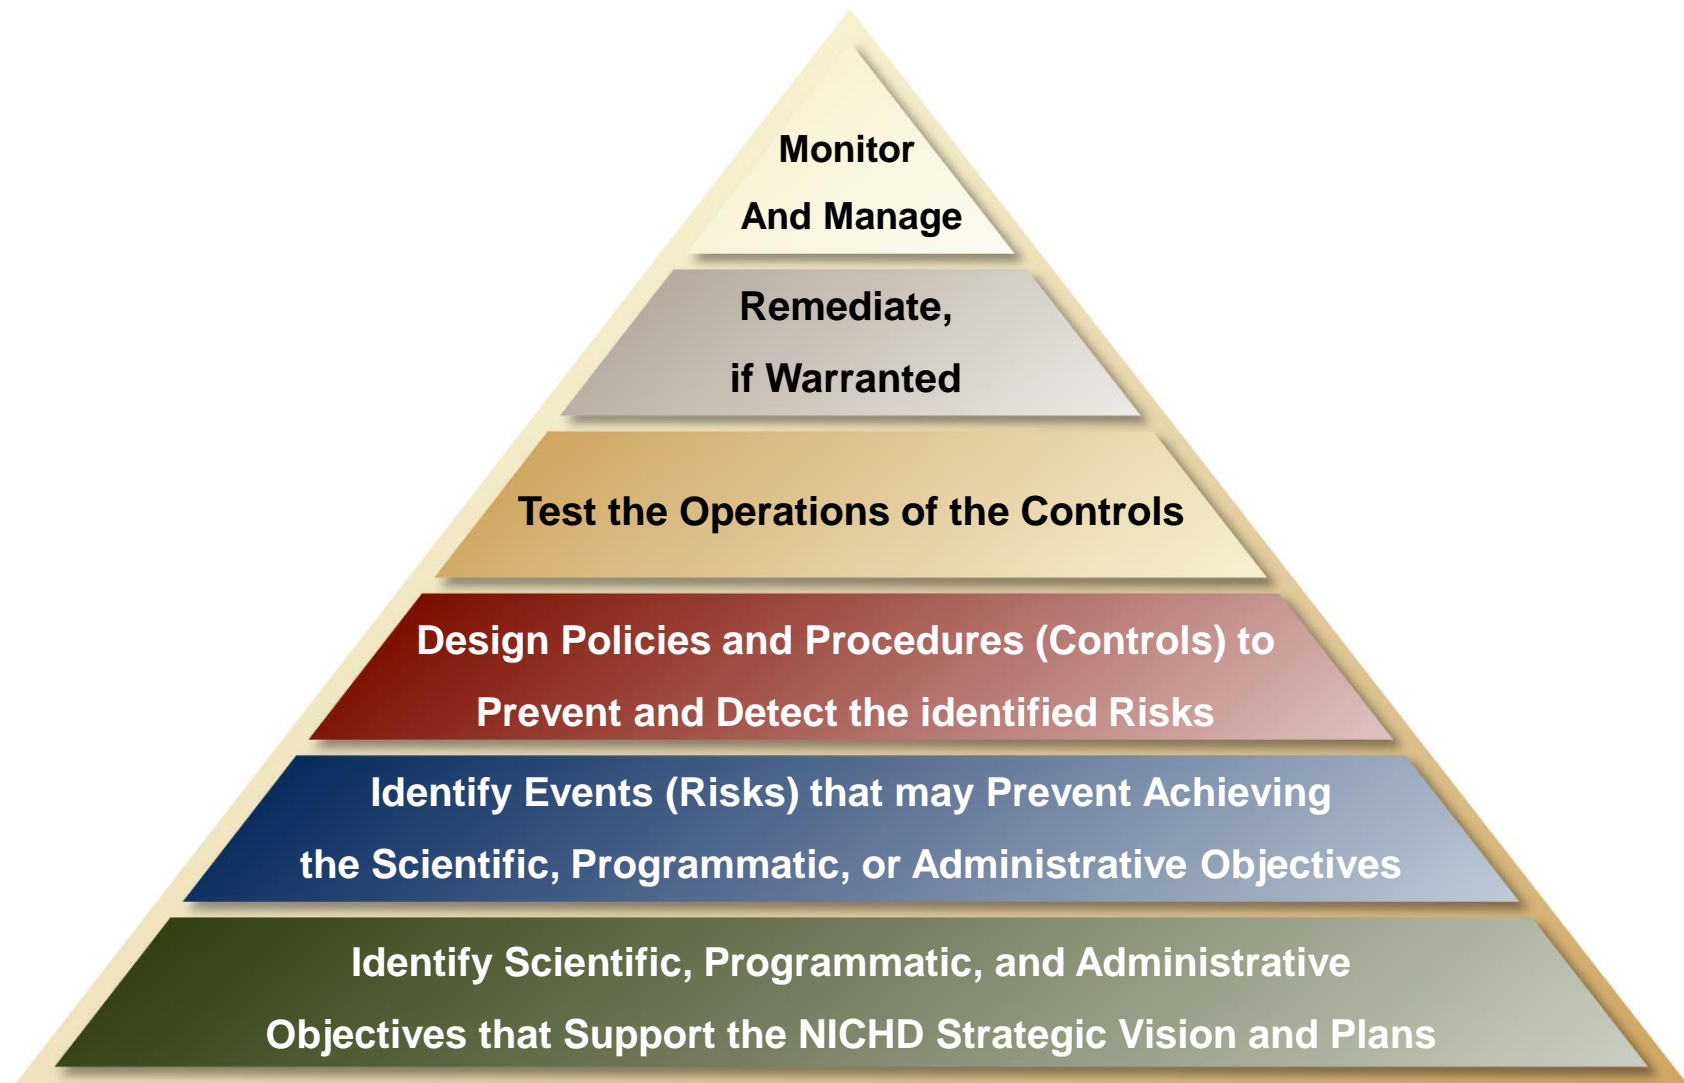 Monitor
And Manage
Remediate,
if Warranted
Test the Operations of the Controls
Design Policies and Procedures (Controls) to
Prevent and Detect the identified Risks
Identify Events (Risks) that may Prevent Achieving
the Scientific, Programmatic, or Administrative Objectives
Identify Scientific, Programmatic, and Administrative
Objectives that Support the NICHD Strategic Vision and Plans